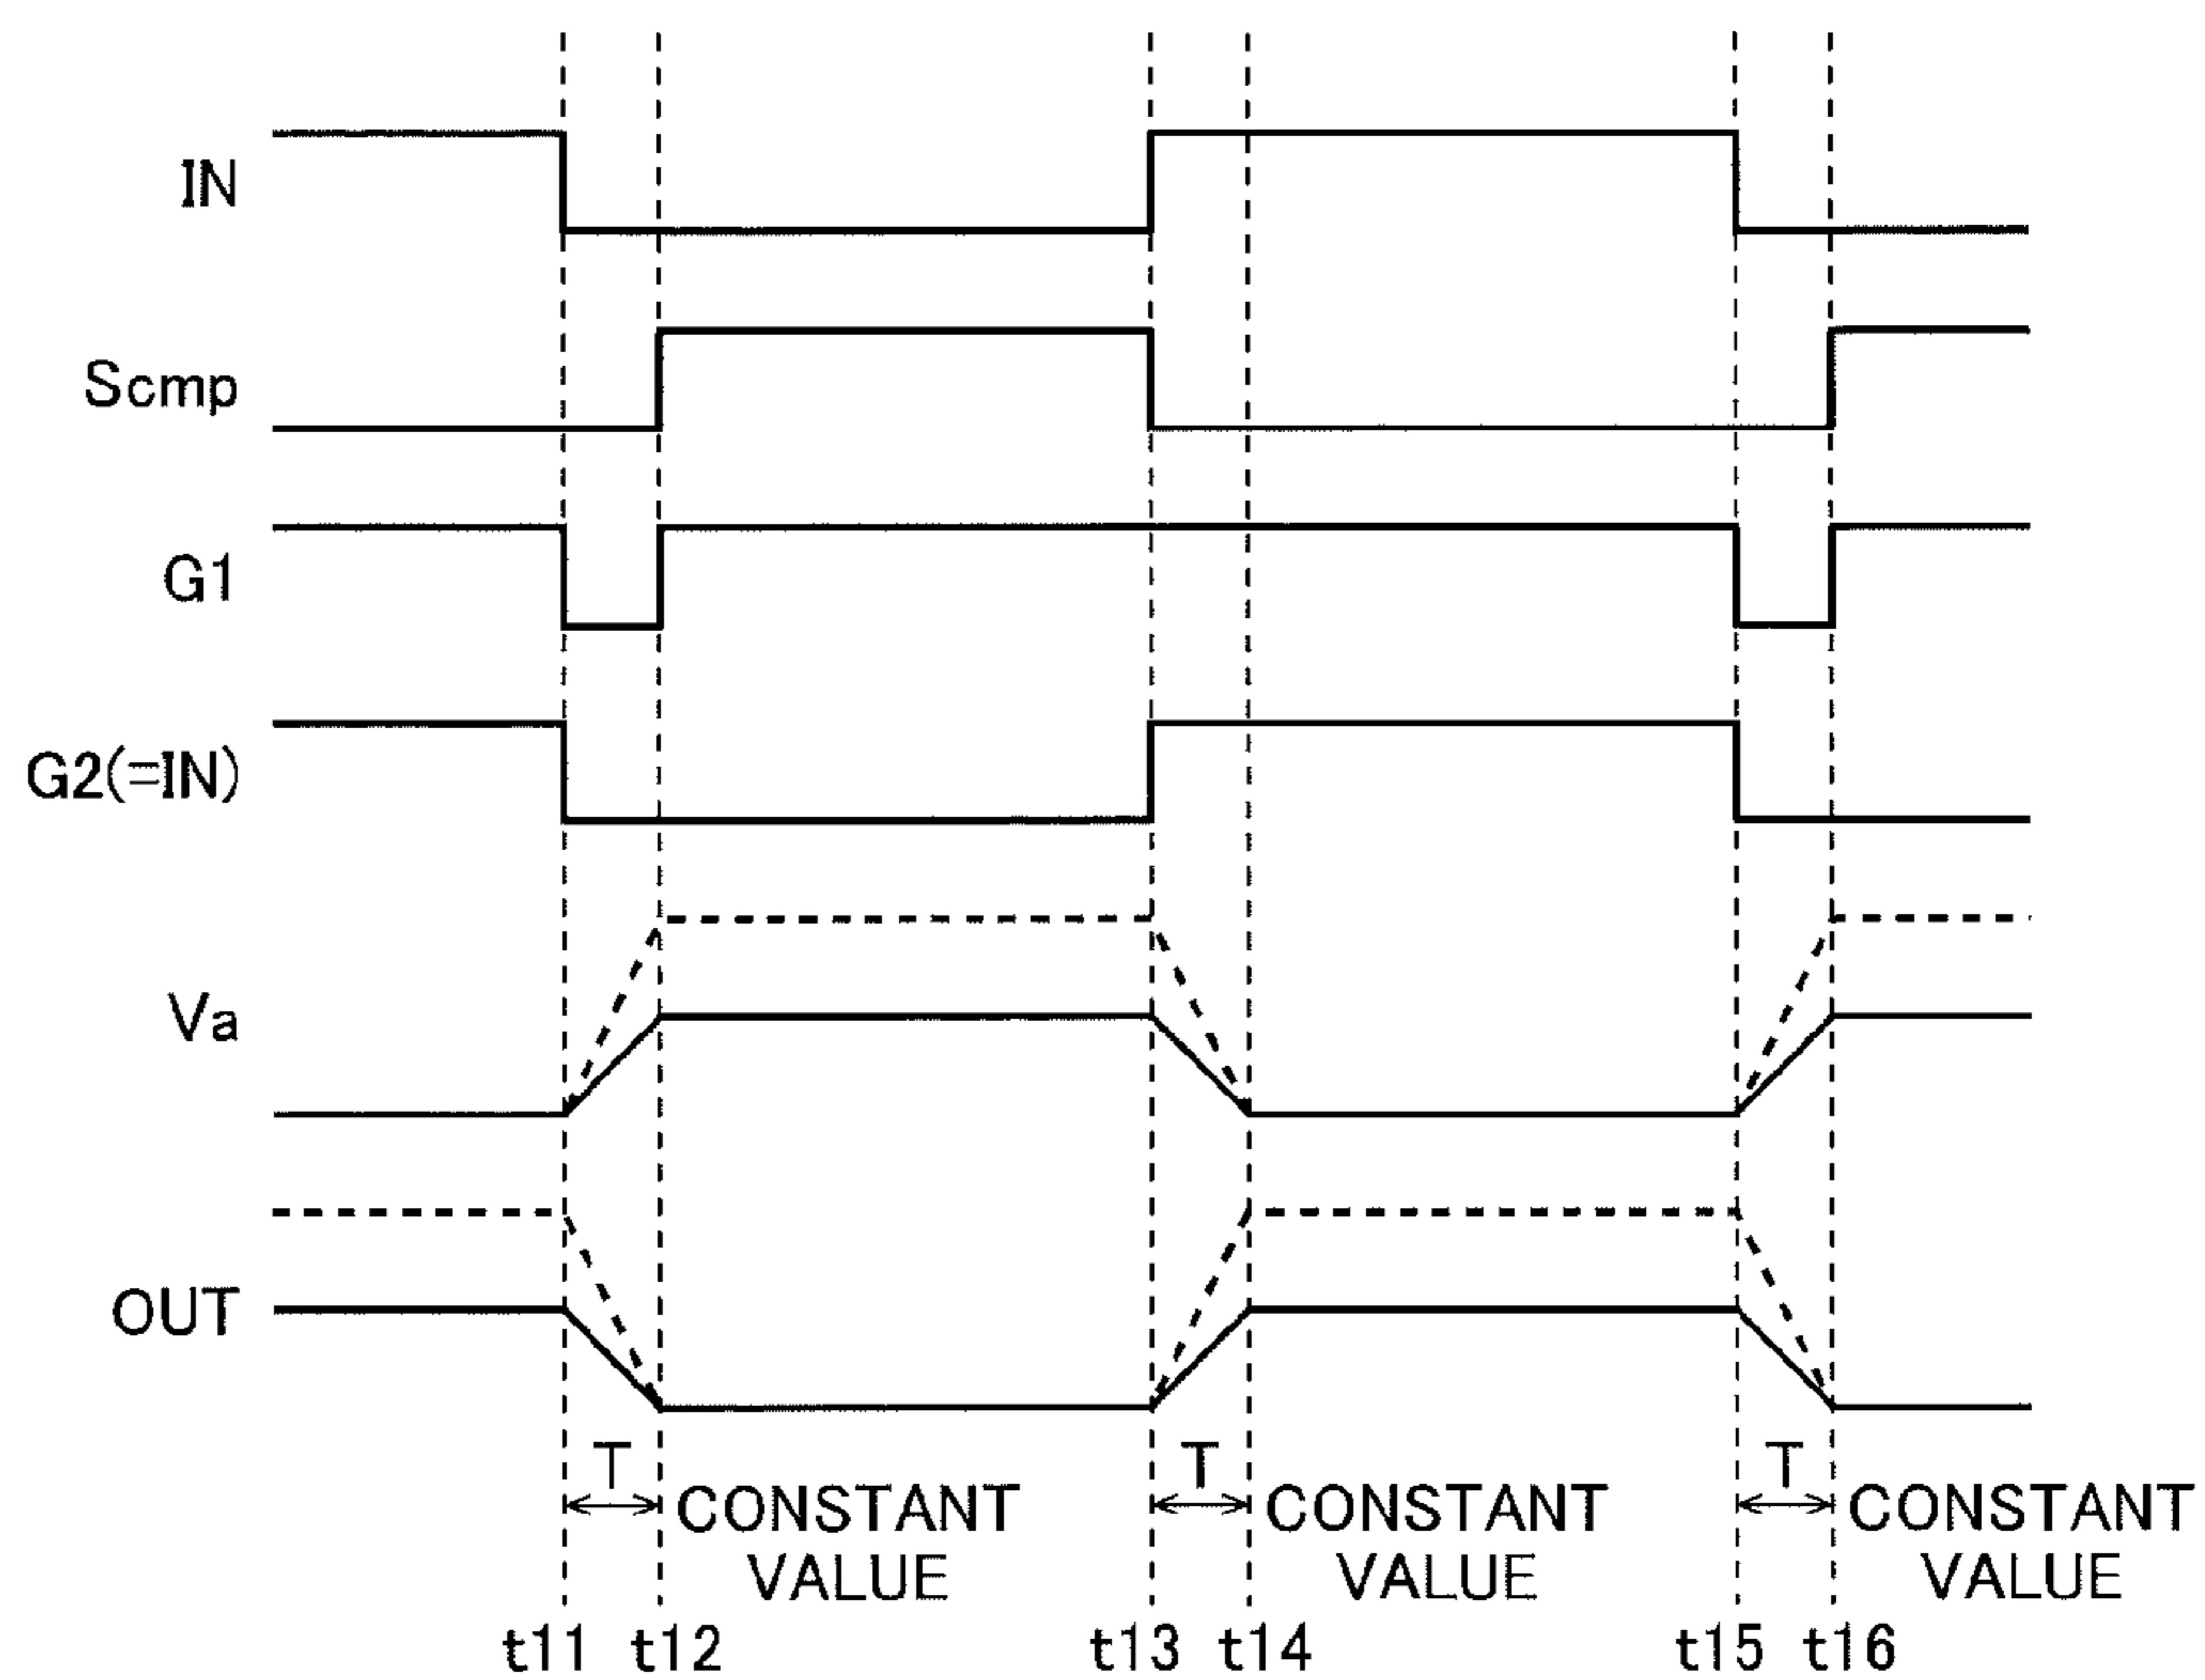 IN
Scmp
G1
G2(=IN)
Va
OUT
T T T
CONSTANT VALUE
CONSTANT VALUE
CONSTANT VALUE
t11 t12 t13 t14 t15 t16